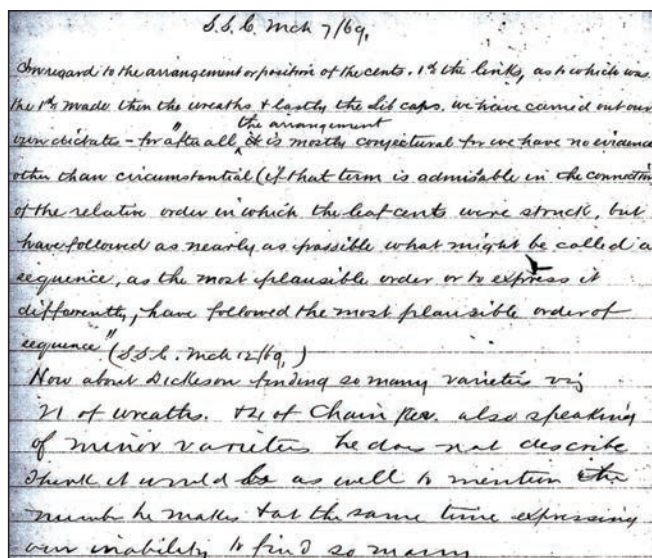 S.S.C. Mch 7/69,
In regard to the arrangement or position of the cents. 1st the links, as to which was
the 1st made then the wreaths & lastly the Lib caps. we have carried out our
the arrangement
own dictates - for "after all, it is mostly conjectural for we have no evidence
other than circumstantial (if that term is admisable in the connection
of the relative order in which the leaf cents were struck, but
have followed as nearly as possible what might be called a
sequence, as the most plausible order or to express it
differently, have followed the most plausible order of
sequence" (S.S.C. Mch 12/69,)
Now about Dickeson finding so many varieties viz
21 of wreaths. & 4 of Chain rev. also speaking
of minor varieties he does not describe
I think it would be as well to mention the
number he makes & at the same time expressing
our inability to find so many